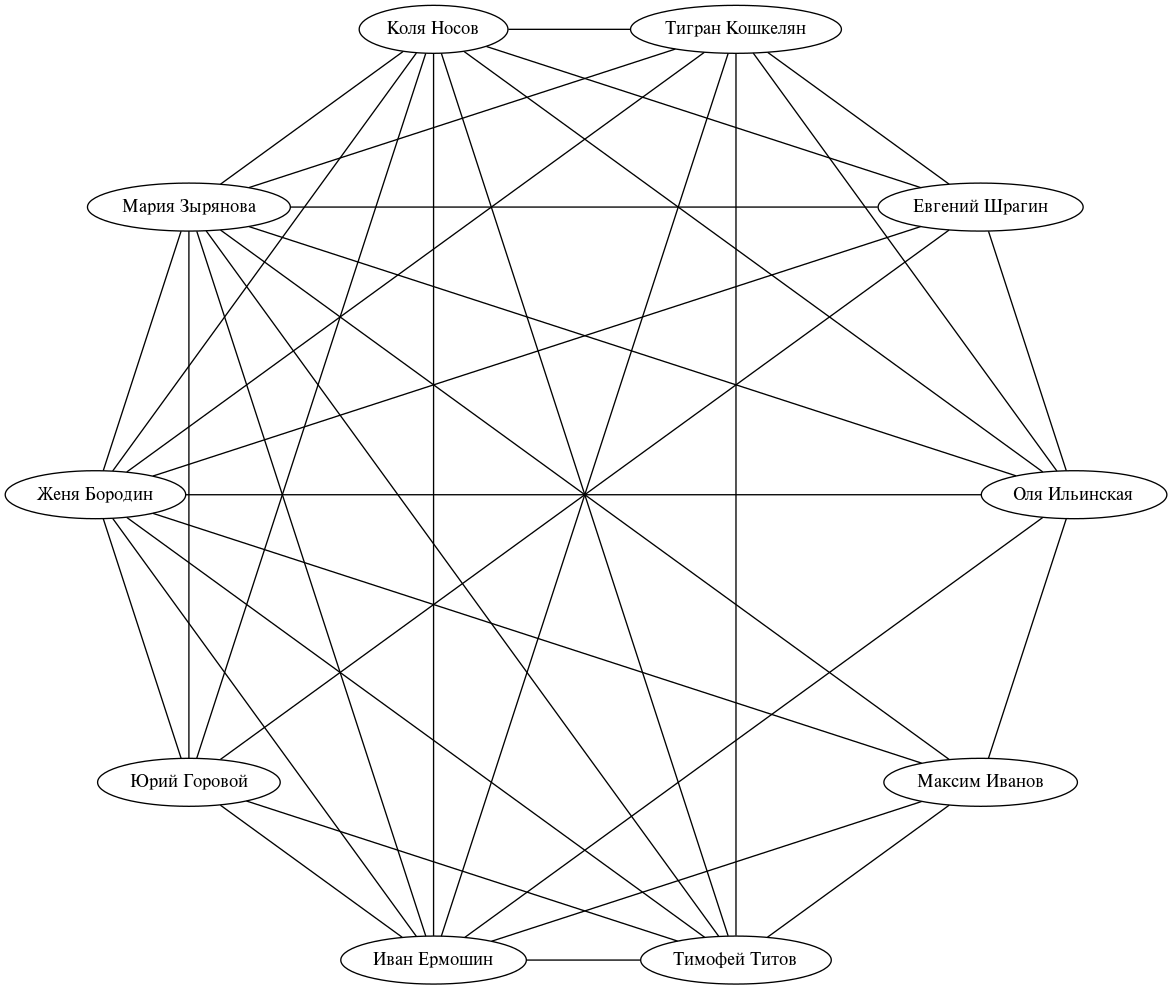 Коля Носов
Тигран Кошкелян
Мария Зырянова
Евгений Шрагин
Женя Бородин
Оля Ильинская
Юрий Горовой
Максим Иванов
Иван Ермошин
Тимофей Титов